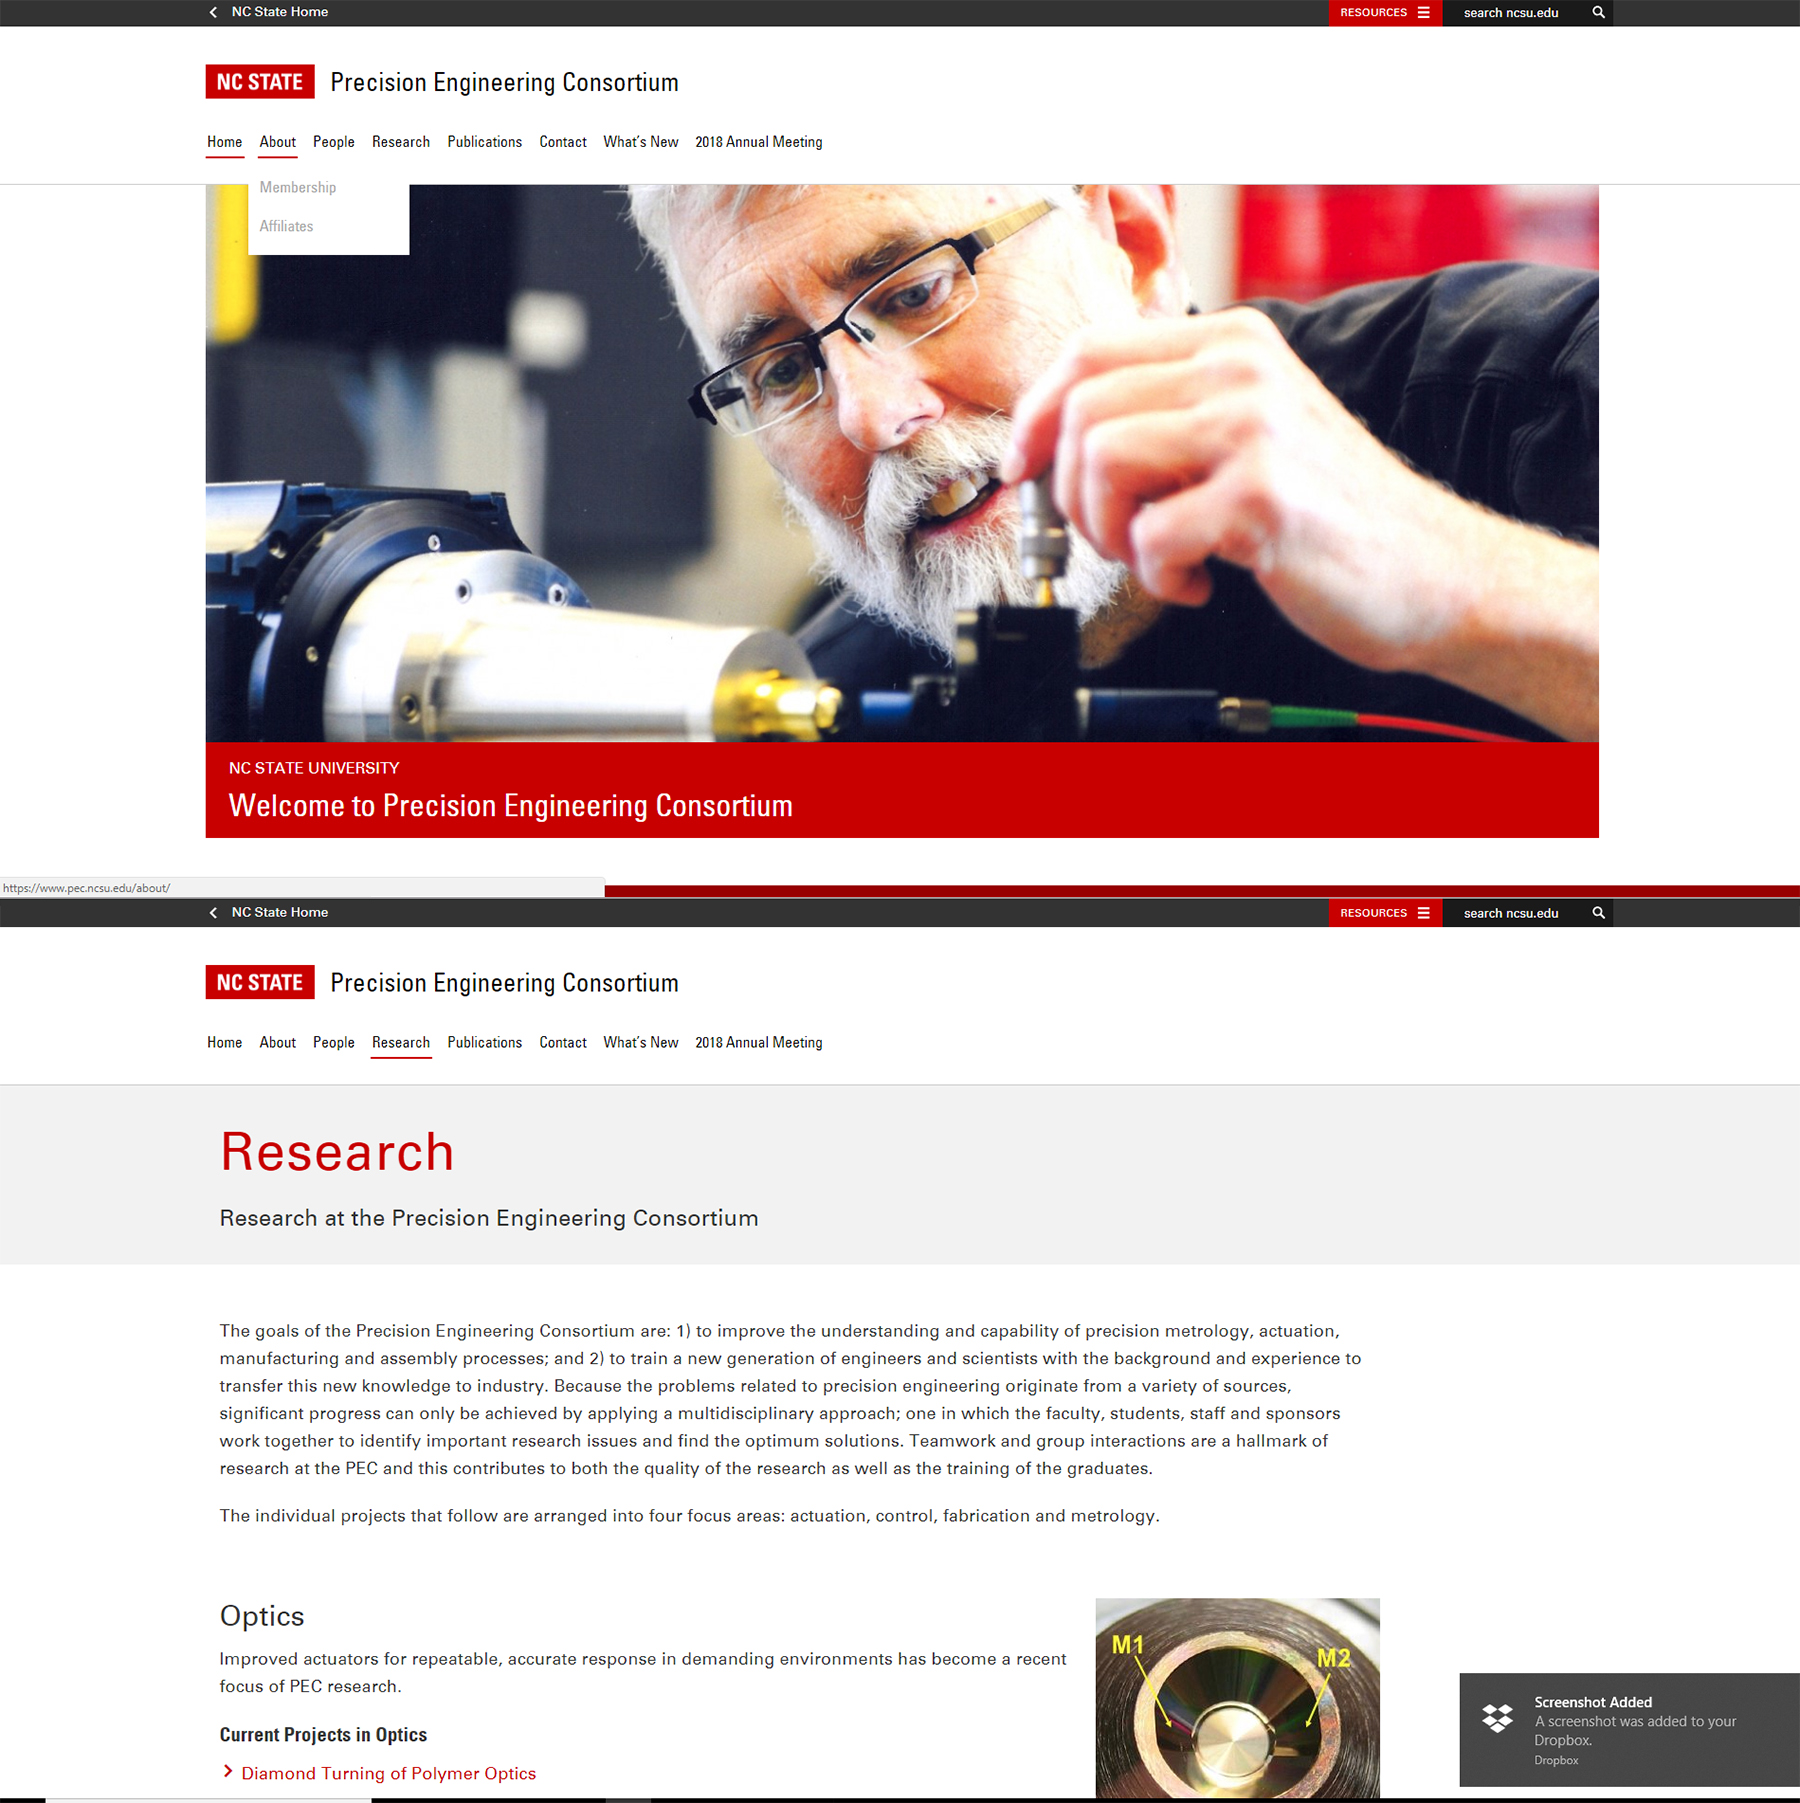 NC State Home
RESOURCES
search ncsu.edu
NC STATE Precision Engineering Consortium
Home About People Research Publications Contact What's New 2018 Annual Meeting
Membership
Affiliates
NC STATE UNIVERSITY
Welcome to Precision Engineering Consortium
https://www.pec.ncsu.edu/about/
NC State Home
RESOURCES
search ncsu.edu
NC STATE Precision Engineering Consortium
Home About People Research Publications Contact What's New 2018 Annual Meeting
Research
Research at the Precision Engineering Consortium
The goals of the Precision Engineering Consortium are: 1) to improve the understanding and capability of precision metrology, actuation,
manufacturing and assembly processes; and 2) to train a new generation of engineers and scientists with the background and experience to
transfer this new knowledge to industry. Because the problems related to precision engineering originate from a variety of sources,
significant progress can only be achieved by applying a multidisciplinary approach; one in which the faculty, students, staff and sponsors
work together to identify important research issues and find the optimum solutions. Teamwork and group interactions are a hallmark of
research at the PEC and this contributes to both the quality of the research as well as the training of the graduates.
The individual projects that follow are arranged into four focus areas: actuation, control, fabrication and metrology.
Optics
Improved actuators for repeatable, accurate response in demanding environments has become a recent
focus of PEC research.
Current Projects in Optics
Diamond Turning of Polymer Optics
M1
M2
Screenshot Added
A screenshot was added to your
Dropbox.
Dropbox